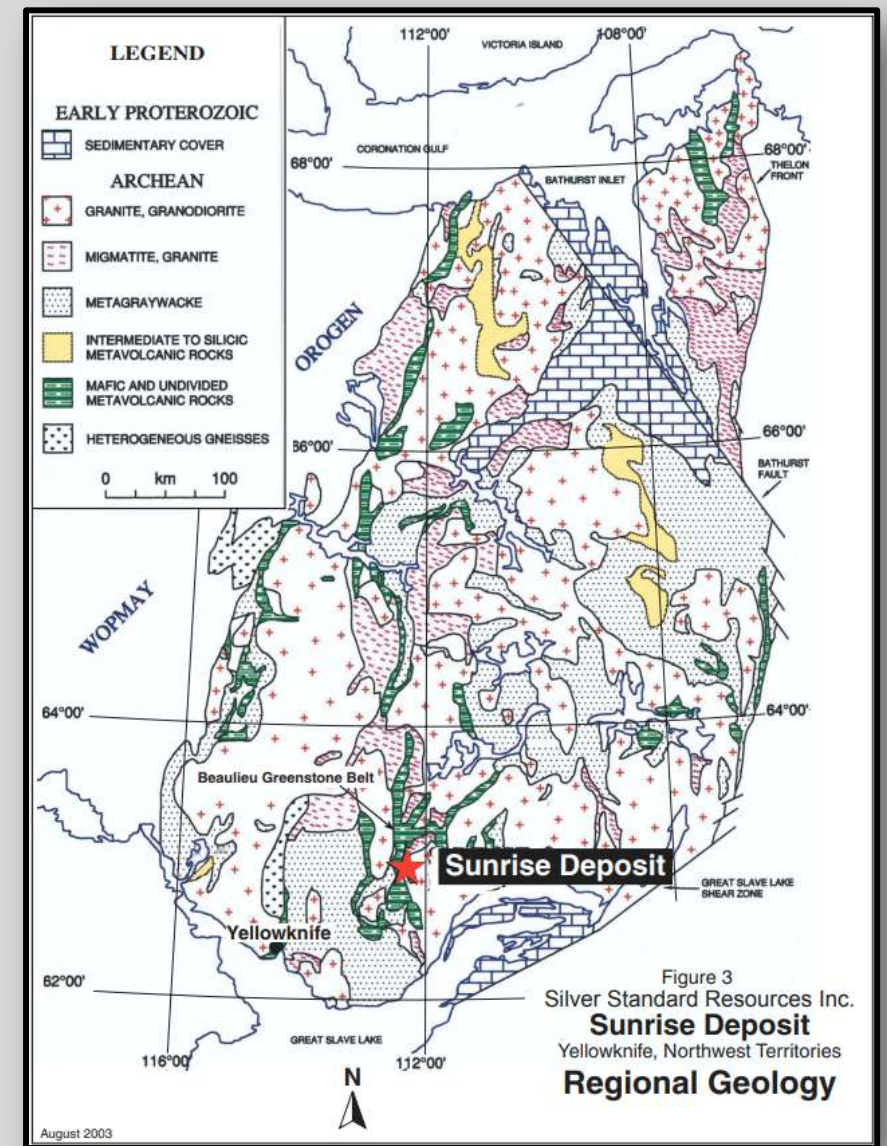 LEGEND
EARLY PROTEROZOIC
SEDIMENTARY COVER
ARCHEAN
GRANITE, GRANODIORITE
MIGMATITE, GRANITE
METAGRAYWACKE
INTERMEDIATE TO SILICIC
METAVOLCANIC ROCKS
MAFIC AND UNDIVIDED
METAVOLCANIC ROCKS
HETEROGENEOUS GNEISSES
0 km 100
112°00'
108°00'
VICTORIA ISLAND
CORONATION GULF
68°00'
68°00'
THELON
FRONT
BATHURST INLET
OROGEN
66°00'
66°00'
BATHURST
FAULT
WOPMAY
64°00'
64°00'
Beaulieu Greenstone Belt
Sunrise Deposit
GREAT SLAVE LAKE
SHEAR ZONE
Yellowknife
62°00'
GREAT SLAVE LAKE
116°00'
112°00'
N
Figure 3
Silver Standard Resources Inc.
Sunrise Deposit
Yellowknife, Northwest Territories
Regional Geology
August 2003